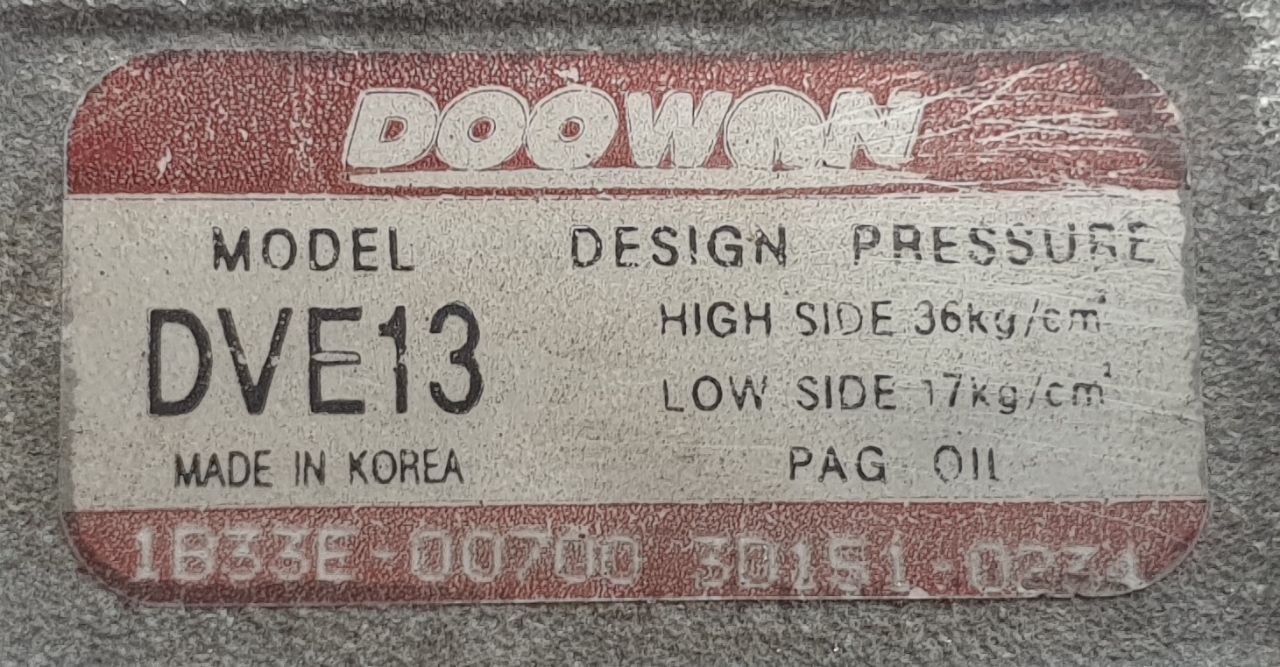 DOOWON
MODEL
DVE13
MADE IN KOREA
DESIGN PRESSURE
HIGH SIDE 36kg/cm²
LOW SIDE 17kg/cm²
PAG OIL
1B33E-00700 3D151-0234